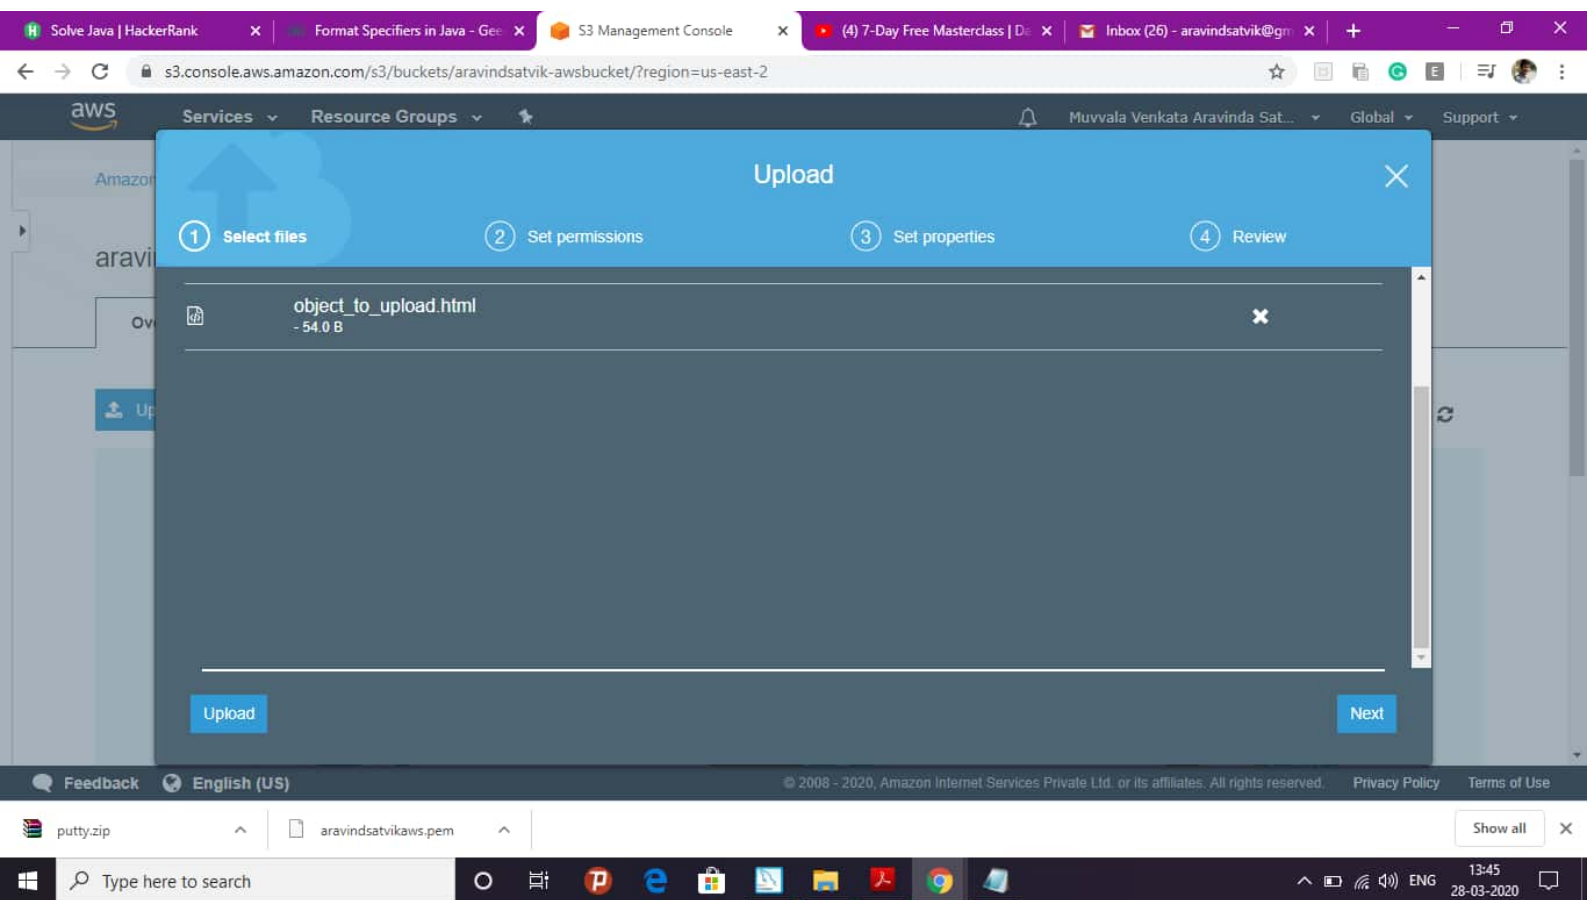 Solve Java | HackerRank
Format Specifiers in Java - Gee
S3 Management Console
(4) 7-Day Free Masterclass | Da
Inbox (26) - aravindsatvik@gm
s3.console.aws.amazon.com/s3/buckets/aravindsatvik-awsbucket/?region=us-east-2
aws
Services
Resource Groups
Muvvala Venkata Aravinda Sat...
Global
Support
Amazon
Upload
1 Select files
2 Set permissions
3 Set properties
4 Review
aravi
object_to_upload.html
- 54.0 B
Ov
Up
Upload
Next
Feedback
English (US)
© 2008 - 2020, Amazon Internet Services Private Ltd. or its affiliates. All rights reserved.
Privacy Policy
Terms of Use
putty.zip
aravindsatvikaws.pem
Show all
Type here to search
ENG
13:45
28-03-2020